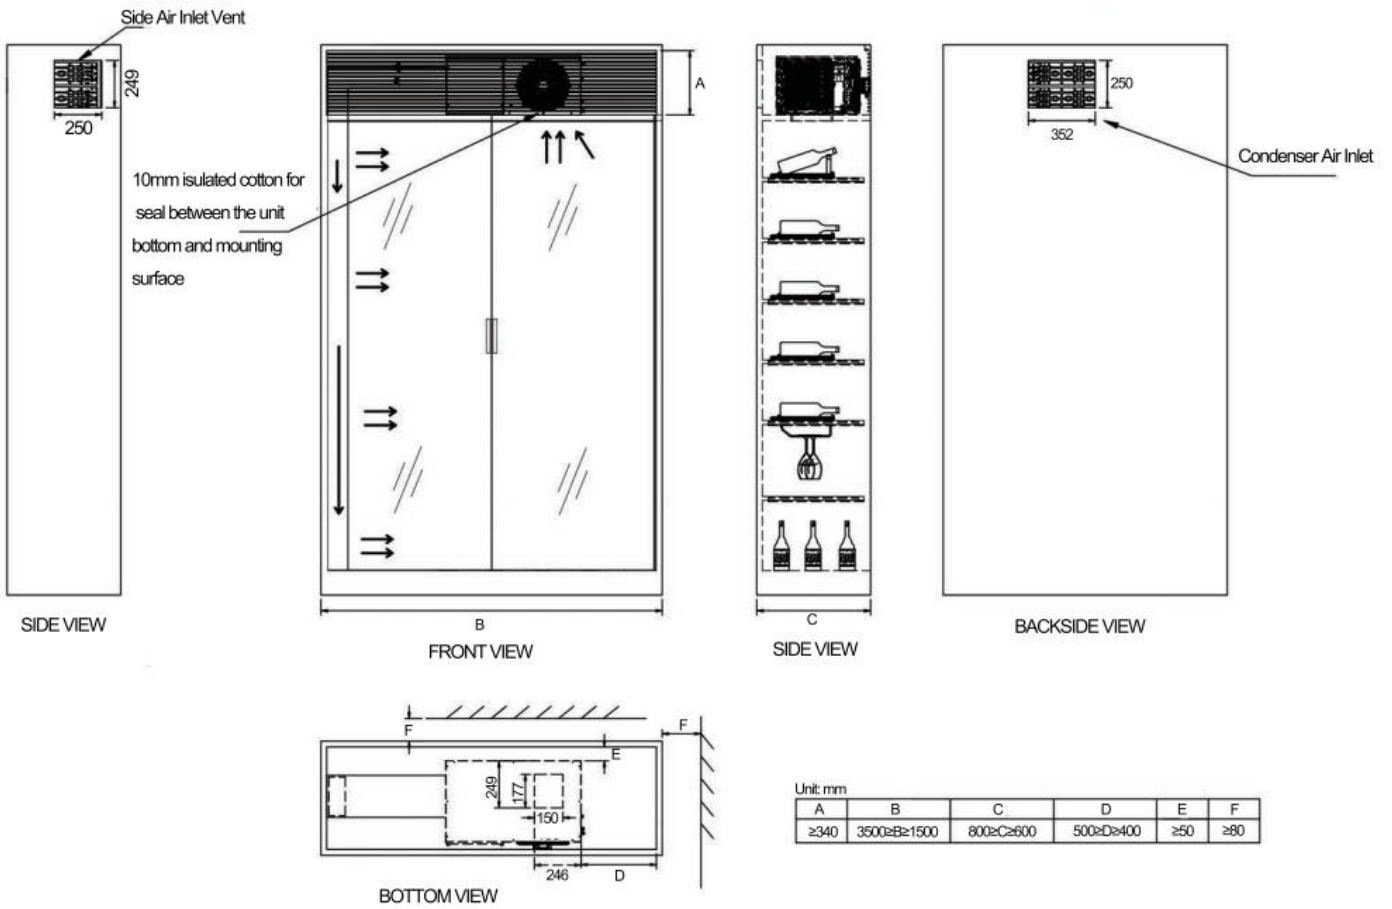 Side Air Inlet Vent
249
250
10mm isulated cotton for
seal between the unit
bottom and mounting
surface
A
250
352
Condenser Air Inlet
SIDE VIEW
B
FRONT VIEW
C
SIDE VIEW
BACKSIDE VIEW
F
F
E
249
177
150
246
D
BOTTOM VIEW
Unit: mm
A B C D E F
≥340 3500≥B≥1500 800≥C≥600 500≥D≥400 ≥50 ≥80